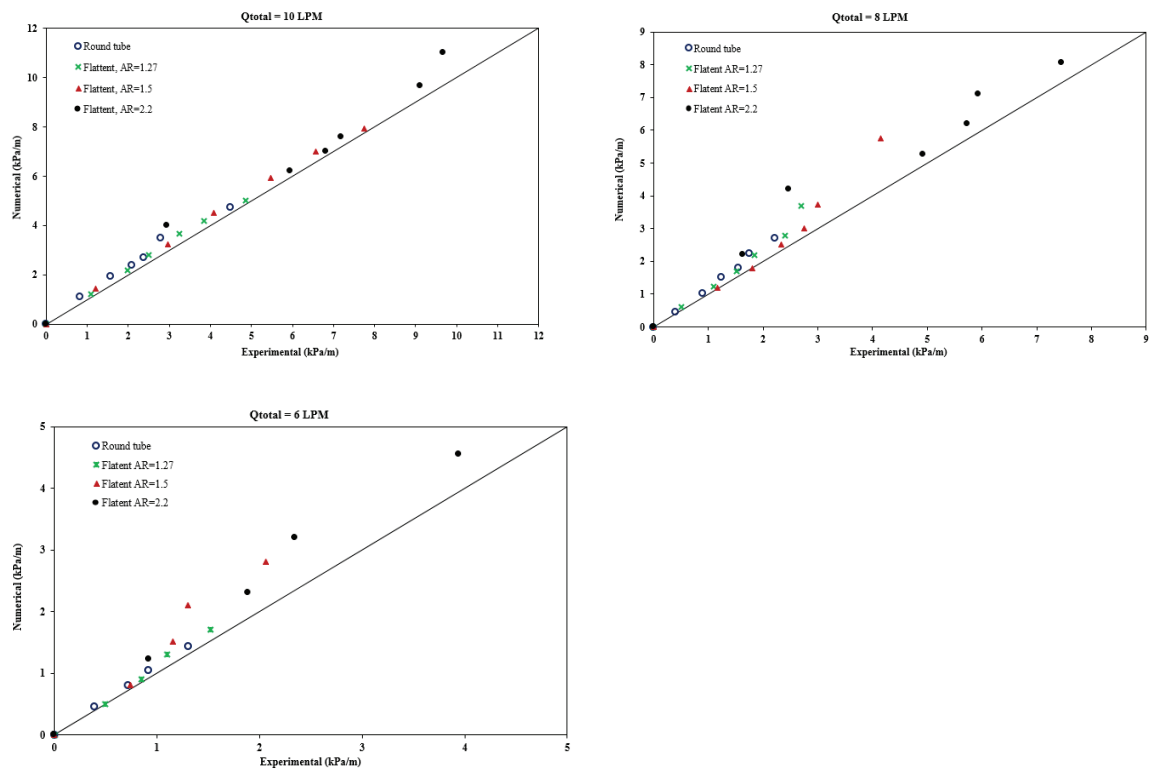 Qtotal = 10 LPM
12
10
8
6
4
2
0
Numerical (kPa/m)
Round tube
Flattent, AR=1.27
Flattent, AR=1.5
Flattent, AR=2.2
0 1 2 3 4 5 6 7 8 9 10 11 12
Experimental (kPa/m)
Qtotal = 8 LPM
9
8
7
6
5
4
3
2
1
0
Numerical (kPa/m)
Round tube
Flatent AR=1.27
Flatent AR=1.5
Flatent AR=2.2
0 1 2 3 4 5 6 7 8 9
Experimental (kPa/m)
Qtotal = 6 LPM
5
4
3
2
1
0
Numerical (kPa/m)
Round tube
Flatent AR=1.27
Flatent AR=1.5
Flatent AR=2.2
0 1 2 3 4 5
Experimental (kPa/m)